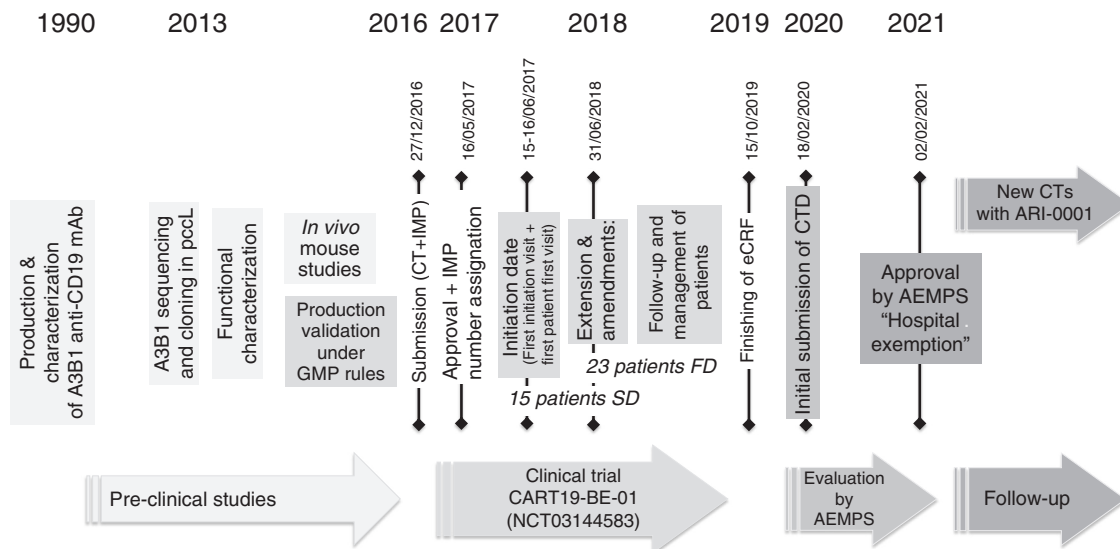 1990
2013
2016
2017
2018
2019
2020
2021
27/12/2016
16/05/2017
15-16/06/2017
31/06/2018
15/10/2019
18/02/2020
02/02/2021
Production &
characterization
of A3B1 anti-CD19 mAb
A3B1 sequencing
and cloning in pccL
Functional
characterization
In vivo
mouse studies
Production
validation
under
GMP rules
Submission (CT+IMP)
Approval + IMP
number assignation
Initiation date
(First initiation visit +
first patient first visit)
Extension &
amendments:
Follow-up and
management of
patients
23 patients FD
15 patients SD
Finishing of eCRF
Initial submission of CTD
Approval
by AEMPS
“Hospital
exemption”
New CTs
with ARI-0001
Pre-clinical studies
Clinical trial
CART19-BE-01
(NCT03144583)
Evaluation
by
AEMPS
Follow-up